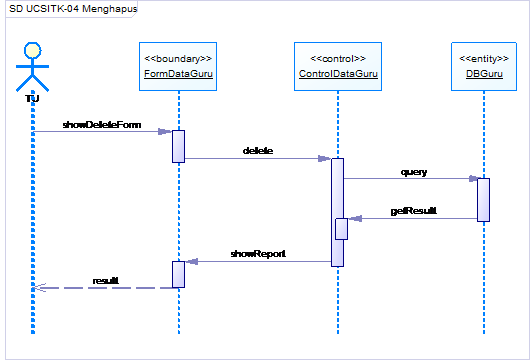 SD UCSITK-04 Menghapus
<<boundary>>
FormDataGuru
<<control>>
ControlDataGuru
<<entity>>
DBGuru
TU
showDeleteForm
delete
query
getResult
showReport
result